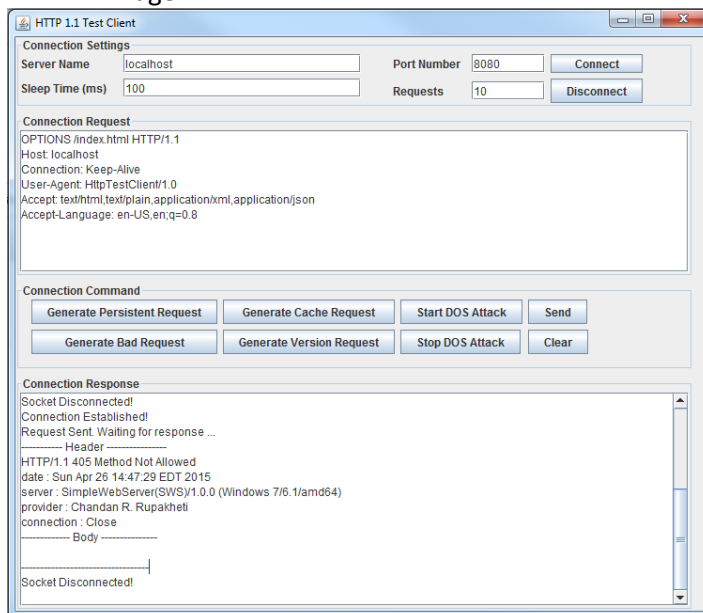 HTTP 1.1 Test Client
Connection Settings
Server Name localhost Port Number 8080 Connect
Sleep Time (ms) 100 Requests 10 Disconnect
Connection Request
OPTIONS /index.html HTTP/1.1
Host: localhost
Connection: Keep-Alive
User-Agent: HttpTestClient/1.0
Accept: text/html,text/plain,application/xml,application/json
Accept-Language: en-US,en;q=0.8
Connection Command
Generate Persistent Request Generate Cache Request Start DOS Attack Send
Generate Bad Request Generate Version Request Stop DOS Attack Clear
Connection Response
Socket Disconnected!
Connection Established!
Request Sent. Waiting for response ...
----------- Header ----------------
HTTP/1.1 405 Method Not Allowed
date : Sun Apr 26 14:47:29 EDT 2015
server : SimpleWebServer(SWS)/1.0.0 (Windows 7/6.1/amd64)
provider : Chandan R. Rupakheti
connection : Close
------------- Body ---------------
----------------------------------
Socket Disconnected!